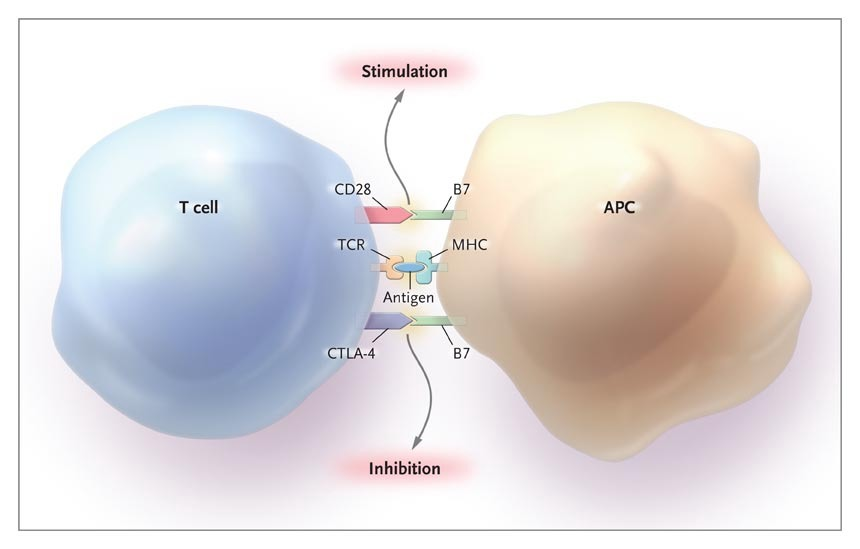 Stimulation
CD28
B7
T cell
APC
TCR
MHC
Antigen
CTLA-4
B7
Inhibition